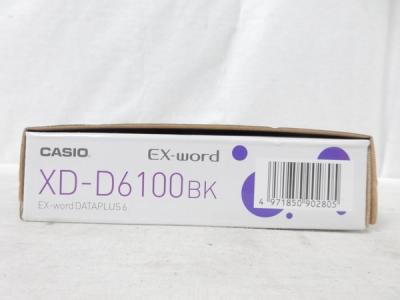 CASIO EX-word
XD-D6100BK
EX-word DATAPLUS 6
4 971850 902805